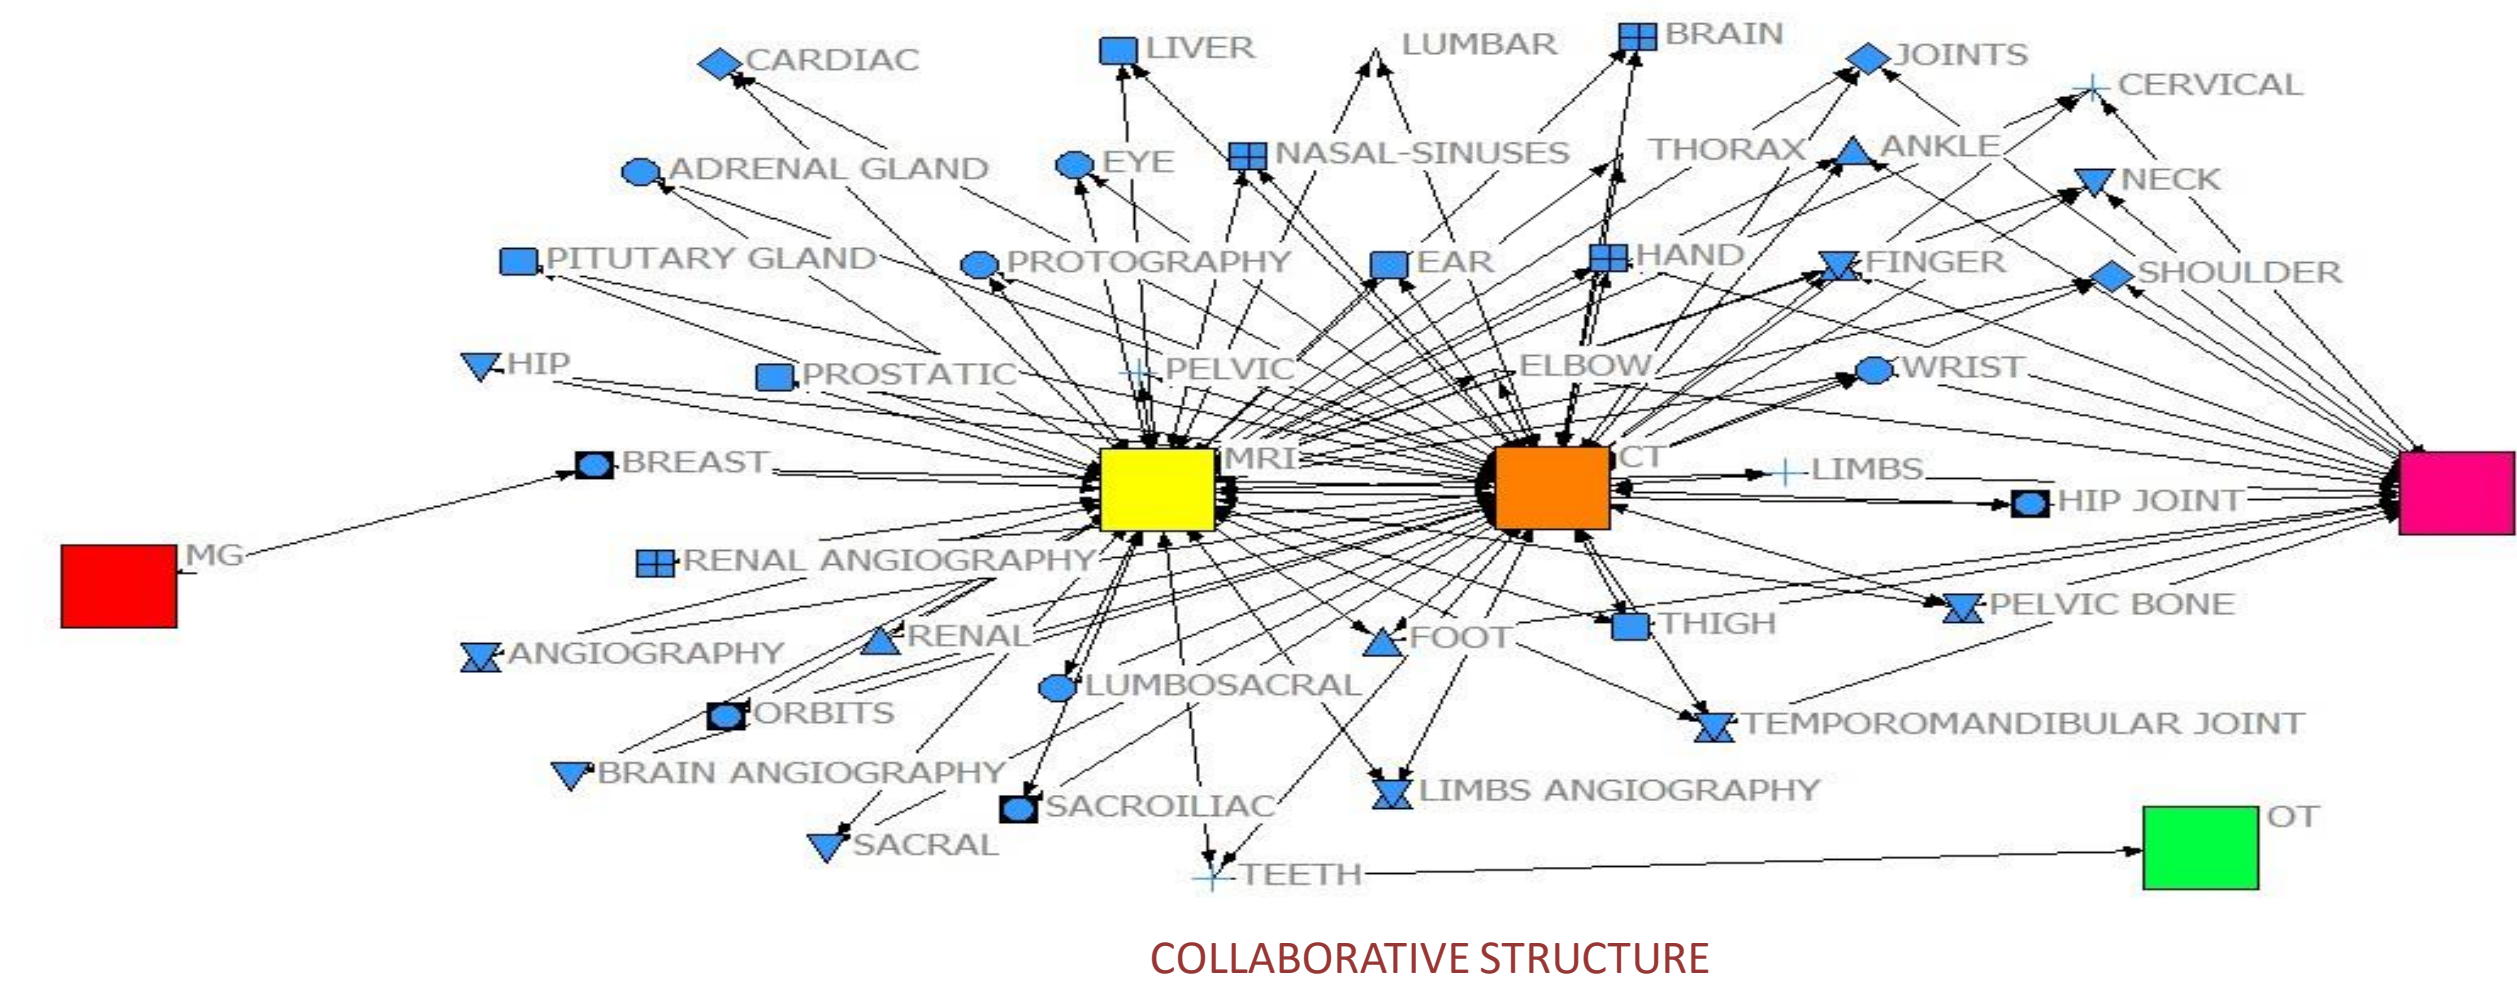 CARDIAC
LIVER
LUMBAR
BRAIN
JOINTS
CERVICAL
ADRENAL GLAND
EYE
NASAL-SINUSES
THORAX
ANKLE
NECK
PITUTARY GLAND
PROTOGRAPHY
EAR
HAND
FINGER
SHOULDER
HIP
PROSTATIC
PELVIC
ELBOW
WRIST
BREAST
MRI
CT
LIMBS
HIP JOINT
MG
RENAL ANGIOGRAPHY
ANGIOGRAPHY
RENAL
FOOT
THIGH
PELVIC BONE
ORBITS
LUMBOSACRAL
TEMPOROMANDIBULAR JOINT
BRAIN ANGIOGRAPHY
SACROILIAC
LIMBS ANGIOGRAPHY
SACRAL
TEETH
OT
COLLABORATIVE STRUCTURE